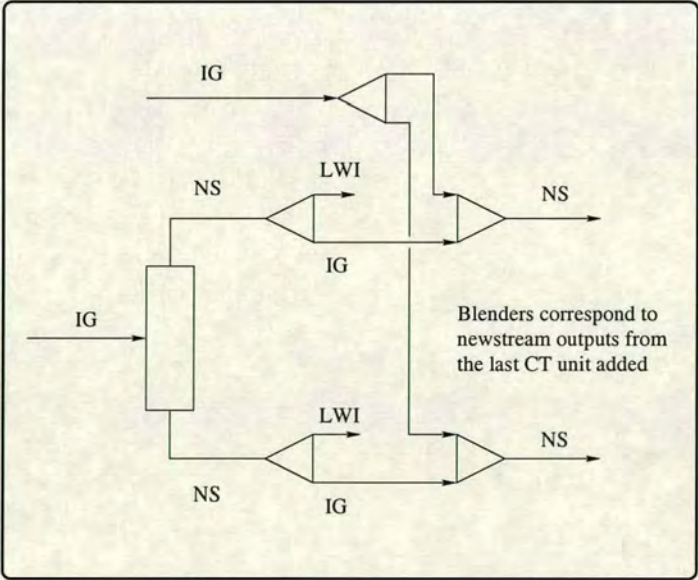 IG
LWI
NS
NS
IG
IG
Blenders correspond to
newstream outputs from
the last CT unit added
LWI
NS
NS
IG